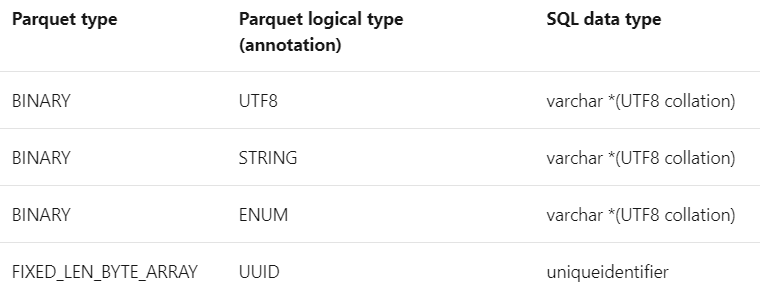 Parquet type Parquet logical type (annotation) SQL data type
BINARY UTF8 varchar *(UTF8 collation)
BINARY STRING varchar *(UTF8 collation)
BINARY ENUM varchar *(UTF8 collation)
FIXED_LEN_BYTE_ARRAY UUID uniqueidentifier